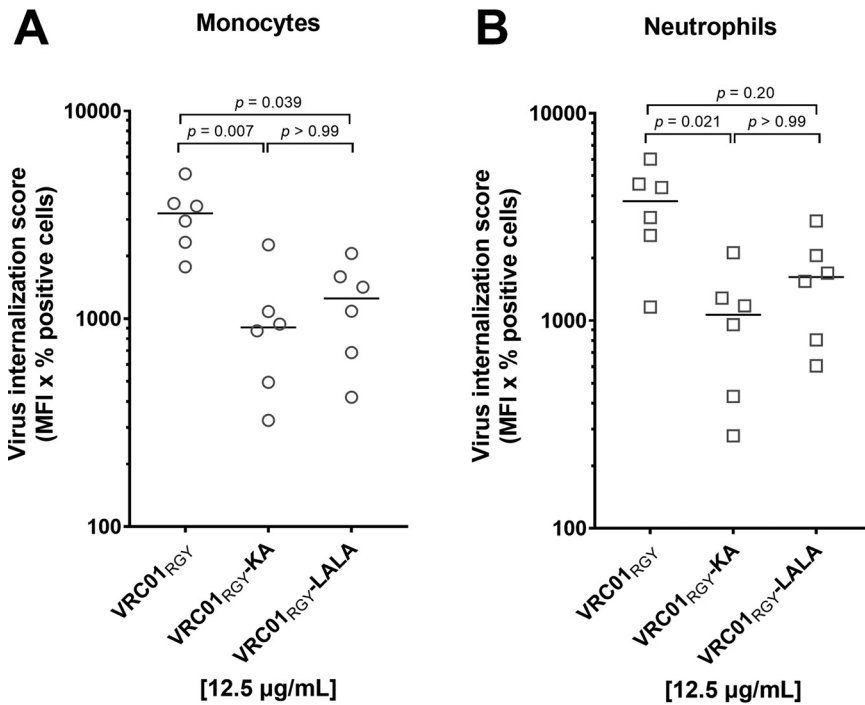 A
Monocytes
p = 0.039
p = 0.007
p > 0.99
10000
1000
100
Virus internalization score
(MFI x % positive cells)
VRC01RGY
VRC01RGY-KA
VRC01RGY-LALA
[12.5 µg/mL]
B
Neutrophils
p = 0.20
p = 0.021
p > 0.99
10000
1000
100
Virus internalization score
(MFI x % positive cells)
VRC01RGY
VRC01RGY-KA
VRC01RGY-LALA
[12.5 µg/mL]